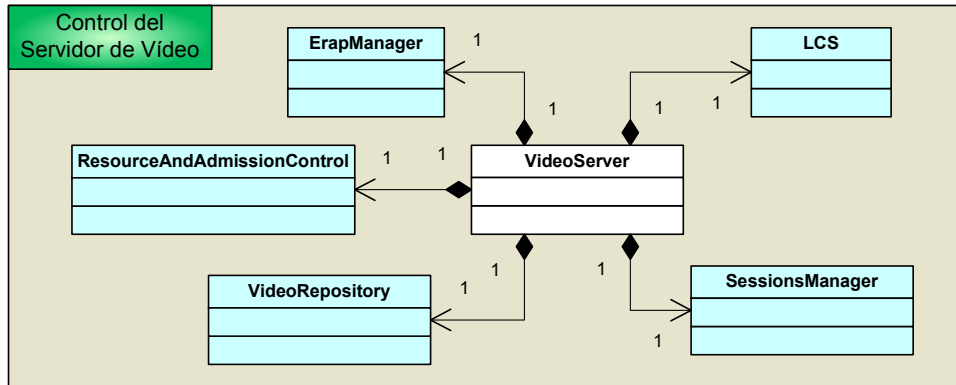 Control del
Servidor de Vídeo
ErapManager
1
1
LCS
1
1
ResourceAndAdmissionControl
1
1
VideoServer
VideoRepository
1
1
SessionsManager
1
1